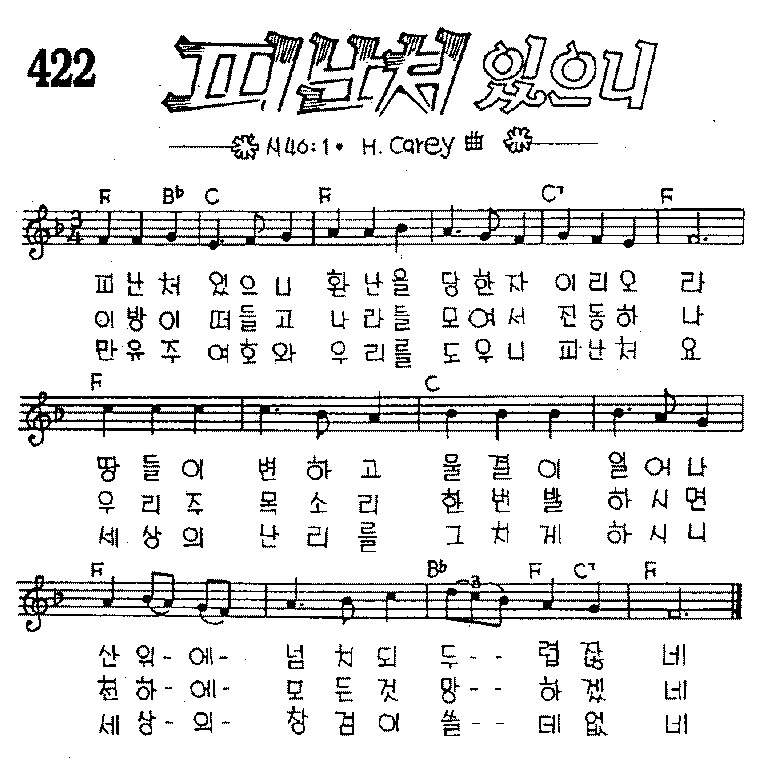 422 피난처 있으니
시46:1. H. Carey 曲
F B♭ C F C7 F
피난처 있으니 환난을 당한자 이리오 라
이방이 떠들고 나라들 모여서 진동하 나
만유주 여호와 우리를 도우니 피난처 요
F C
땅들이 변하고 물결이 일어나
우리주 목소리 한번발 하시면
세상의 난리를 그치게 하시니
F B♭ F C7 F
3
산위-에- 넘치되 두-- 렵잖 네
천하-에- 모든것 망-- 하겠 네
세상-의- 창검이 쓸-- 데없 네